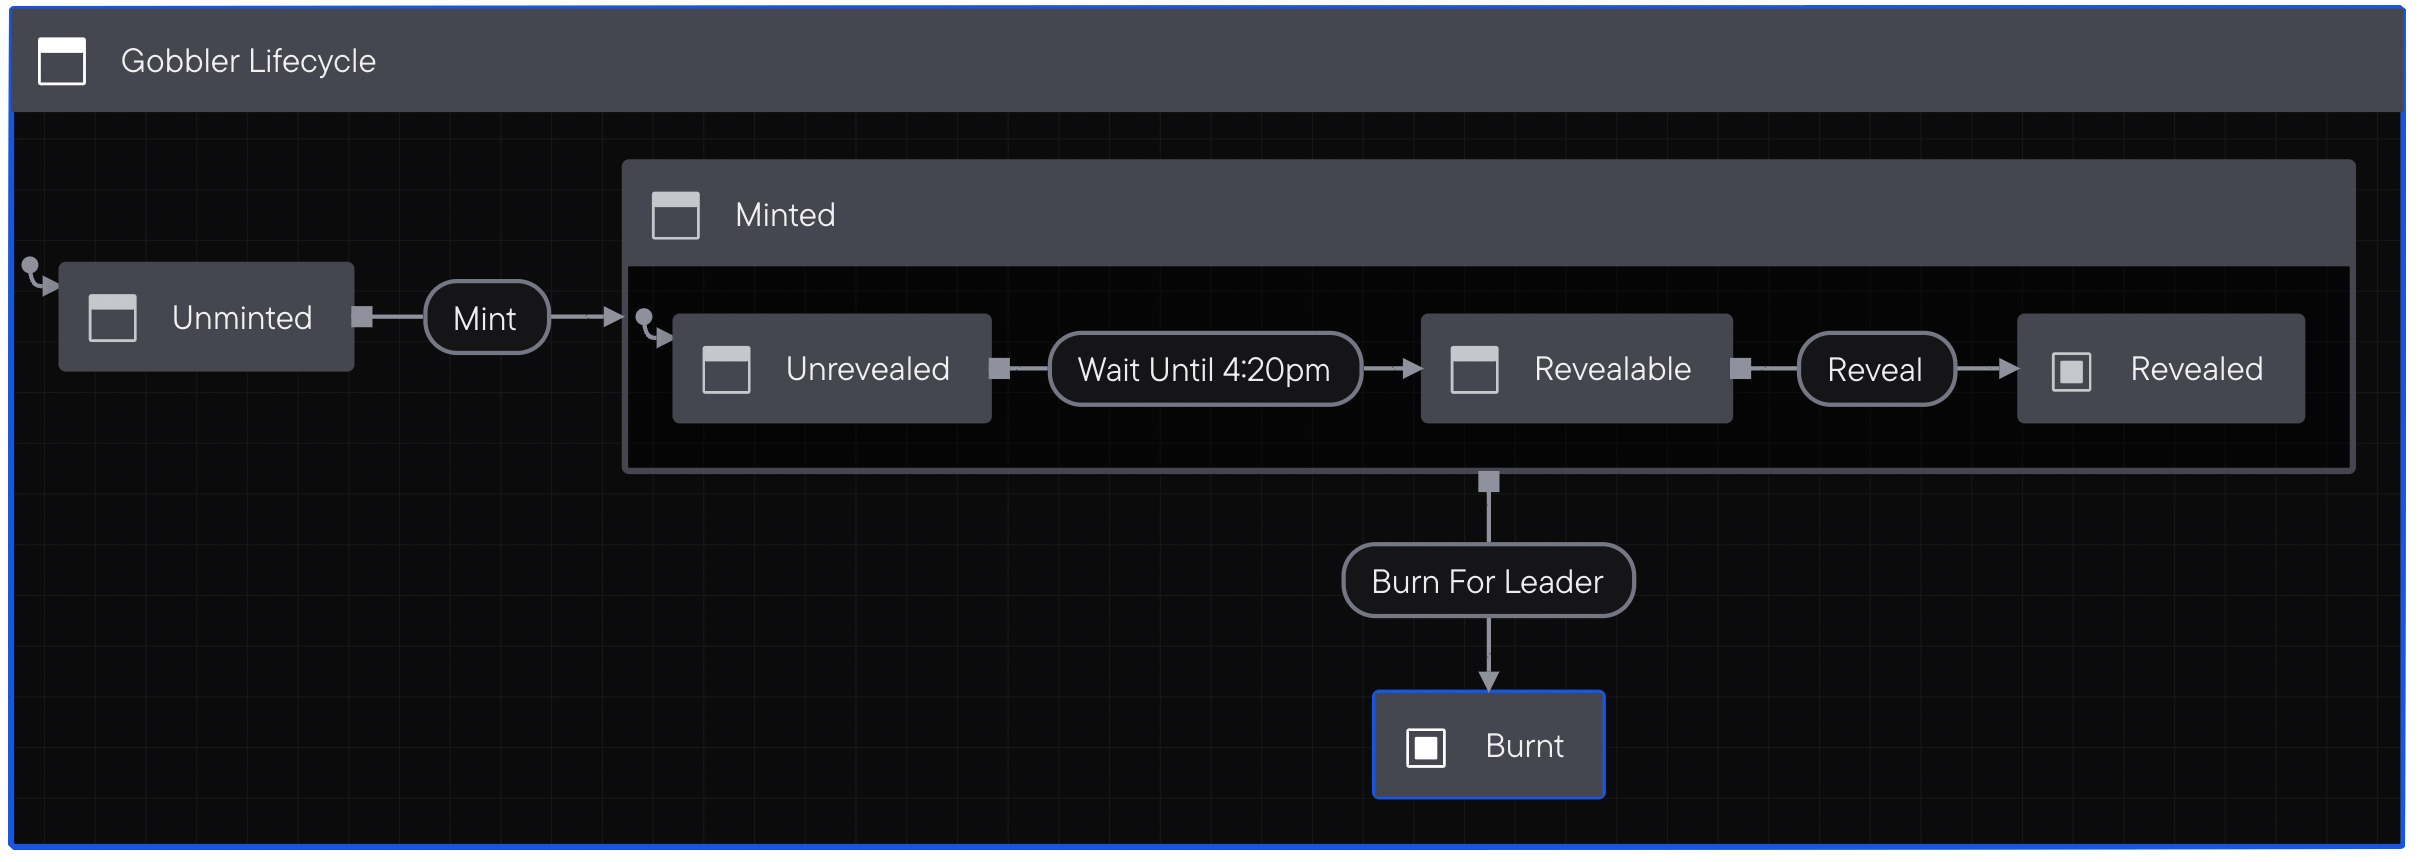 Gobbler Lifecycle
Minted
Unminted
Mint
Unrevealed
Wait Until 4:20pm
Revealable
Reveal
Revealed
Burn For Leader
Burnt